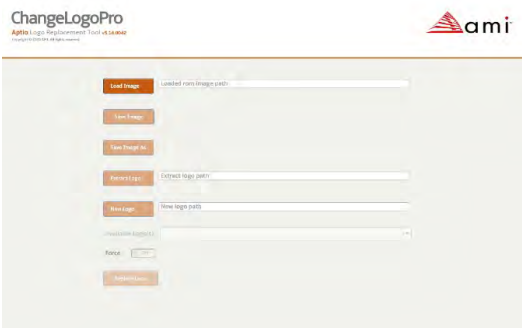 ChangeLogoPro
Aptio Logo Replacement Tool
ami
Load Image
Loaded rom image path
Save Image
Save Image As
Extract Logo
Extract logo path
New Logo
New logo path
Force
Replace Logo